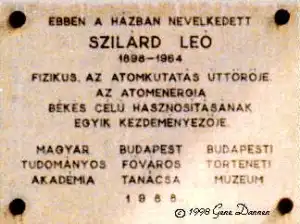 EBBEN A HÁZBAN NEVELKEDETT
SZILÁRD LEÓ
1898-1964
FIZIKUS, AZ ATOMKUTATÁS ÚTTÖRŐJE,
AZ ATOMENERGIA
BÉKÉS CÉLÚ HASZNOSÍTÁSÁNAK
EGYIK KEZDEMÉNYEZŐJE.
MAGYAR BUDAPEST BUDAPESTI
TUDOMÁNYOS FŐVÁROS TÖRTÉNETI
AKADÉMIA TANÁCSA MÚZEUM
1988.
© 1998 Gene Dannen